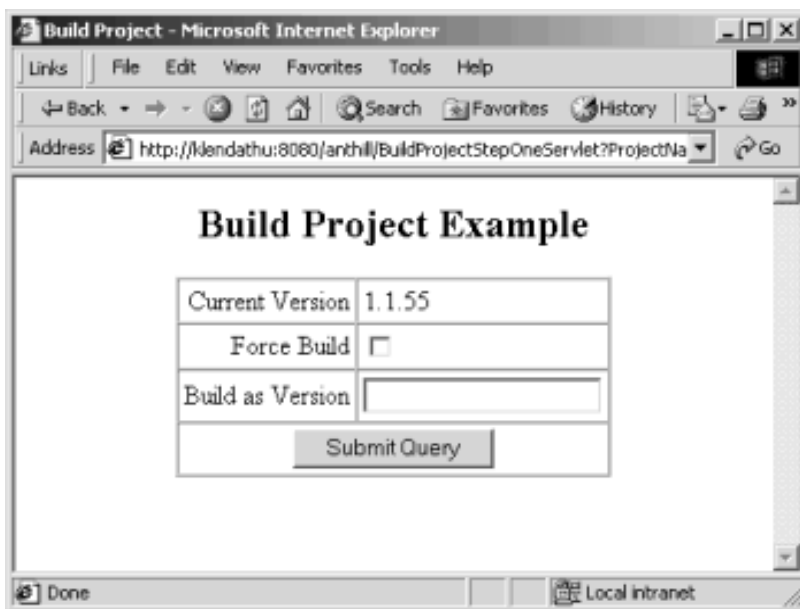 Build Project - Microsoft Internet Explorer
Links File Edit View Favorites Tools Help
Back Search Favorites History »
Address http://klendathu:8080/anthill/BuildProjectStepOneServlet?ProjectNa Go
Build Project Example
Current Version 1.1.55
Force Build
Build as Version
Submit Query
Done Local intranet